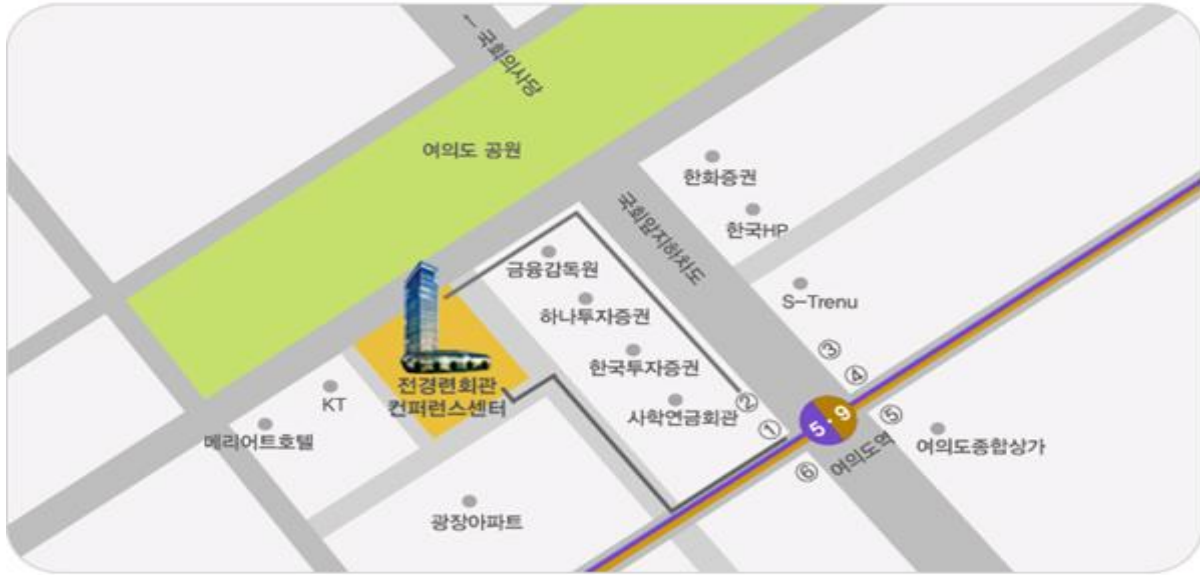 ← 국회의사당
여의도 공원
한화증권
국회앞지하차도
한국HP
금융감독원
S-Trenu
하나투자증권
한국투자증권
③
④
전경련회관
컨퍼런스센터
KT
사학연금회관
②
①
5·9
⑤
메리어트호텔
여의도역
여의도종합상가
⑥
광장아파트